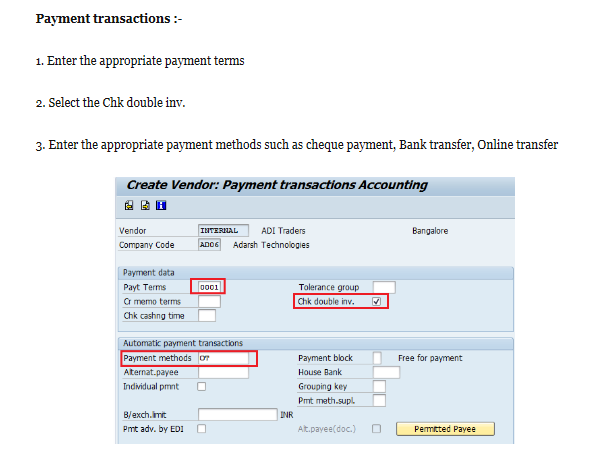 Payment transactions :-
1. Enter the appropriate payment terms
2. Select the Chk double inv.
3. Enter the appropriate payment methods such as cheque payment, Bank transfer, Online transfer
Create Vendor: Payment transactions Accounting
Vendor INTERNAL ADI Traders Bangalore
Company Code AD06 Adarsh Technologies
Payment data
Payt Terms 0001 Tolerance group
Cr memo terms Chk double inv.
Chk cashng time
Automatic payment transactions
Payment methods Payment block Free for payment
Alternat.payee House Bank
Individual pmnt Grouping key
Pmt meth.supl.
B/exch.limit INR
Pmt adv. by EDI Alt.payee(doc.) Permitted Payee